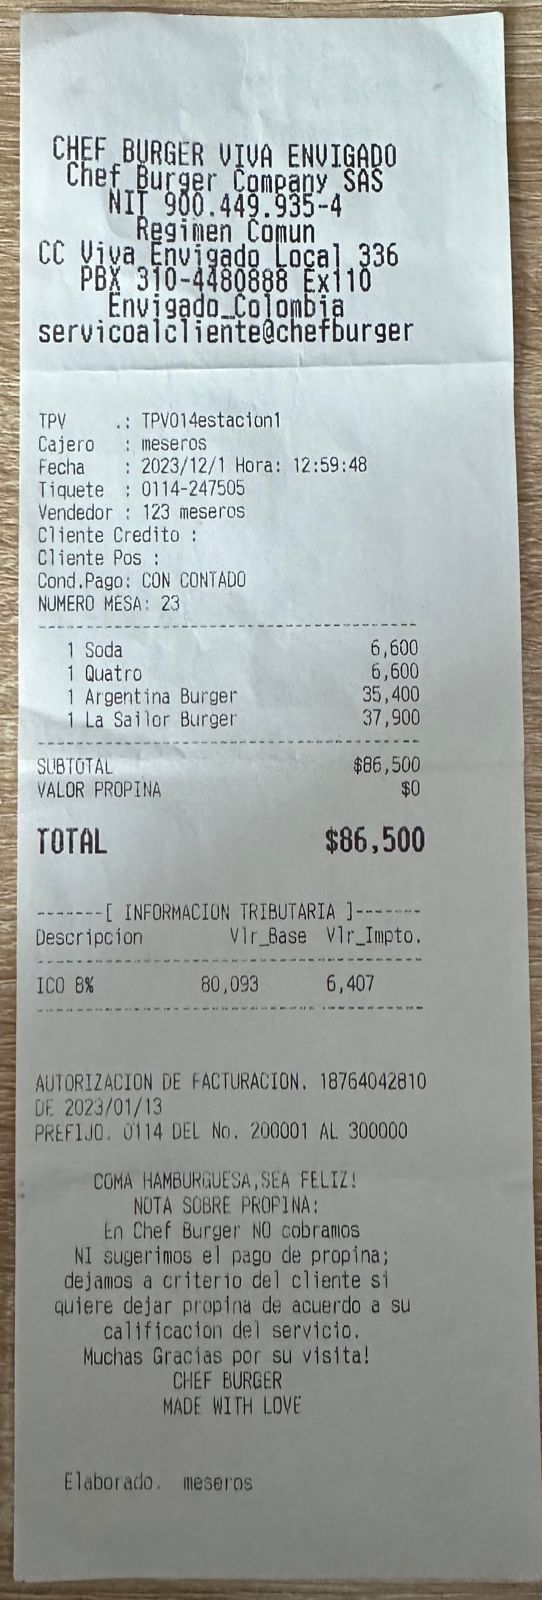 CHEF BURGER VIVA ENVIGADO
Chef Burger Company SAS
NIT 900.449.935-4
Regimen Comun
CC Viva Envigado Local 336
PBX 310-4480888 Ex110
Envigado_Colombia
servicoalcliente@chefburger
TPV .: TPV014estacion1
Cajero : meseros
Fecha : 2023/12/1 Hora: 12:59:48
Tiquete : 0114-247505
Vendedor : 123 meseros
Cliente Credito :
Cliente Pos :
Cond.Pago: CON CONTADO
NUMERO MESA: 23
--------------------------------------------
1 Soda 6,600
1 Quatro 6,600
1 Argentina Burger 35,400
1 La Sailor Burger 37,900
--------------------------------------------
SUBTOTAL $86,500
VALOR PROPINA $0
TOTAL $86,500
-------[ INFORMACION TRIBUTARIA ]-------
Descripcion Vlr_Base Vlr_Impto.
--------------------------------------------
ICO 8% 80,093 6,407
--------------------------------------------
AUTORIZACION DE FACTURACION. 18764042810
DE 2023/01/13
PREFIJO. 0114 DEL No. 200001 AL 300000
COMA HAMBURGUESA,SEA FELIZ!
NOTA SOBRE PROPINA:
En Chef Burger NO cobramos
NI sugerimos el pago de propina;
dejamos a criterio del cliente si
quiere dejar propina de acuerdo a su
calificacion del servicio.
Muchas Gracias por su visita!
CHEF BURGER
MADE WITH LOVE
Elaborado. meseros